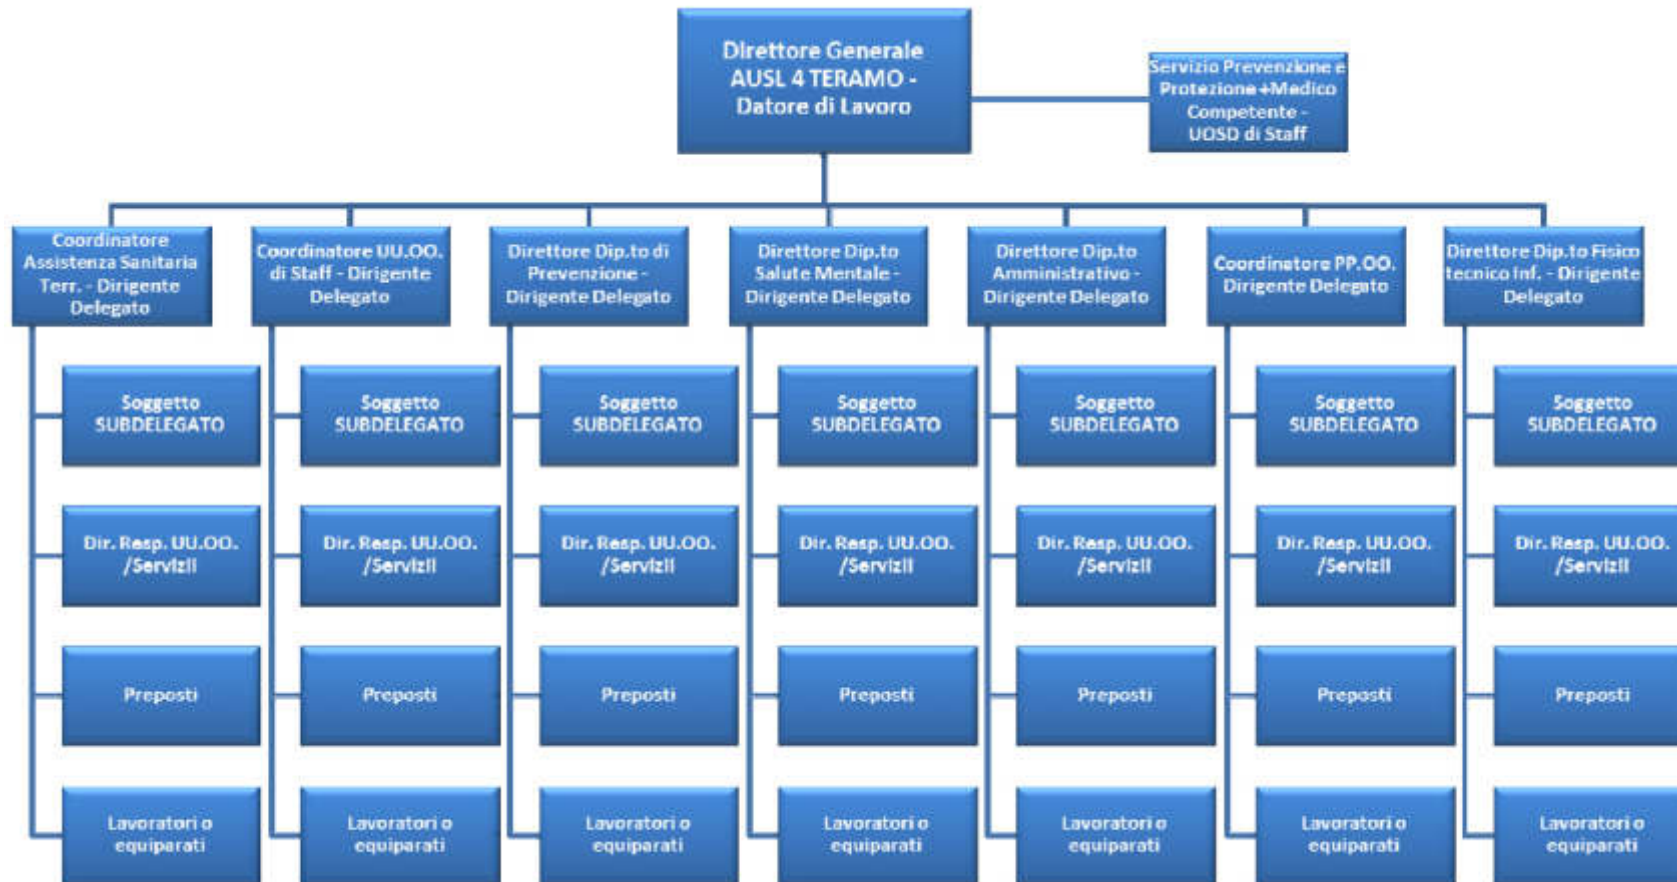 Direttore Generale
AUSL 4 TERAMO -
Datore di Lavoro
Servizio Prevenzione e
Protezione +Medico
Competente -
UOSD di Staff
Coordinatore
Assistenza Sanitaria
Terr. - Dirigente
Delegato
Coordinatore UU.OO.
di Staff - Dirigente
Delegato
Direttore Dip.to di
Prevenzione -
Dirigente Delegato
Direttore Dip.to
Salute Mentale -
Dirigente Delegato
Direttore Dip.to
Amministrativo -
Dirigente Delegato
Coordinatore PP.OO.
Dirigente Delegato
Direttore Dip.to Fisico
tecnico Inf. - Dirigente
Delegato
Soggetto
SUBDELEGATO
Soggetto
SUBDELEGATO
Soggetto
SUBDELEGATO
Soggetto
SUBDELEGATO
Soggetto
SUBDELEGATO
Soggetto
SUBDELEGATO
Soggetto
SUBDELEGATO
Dir. Resp. UU.OO.
/Servizii
Dir. Resp. UU.OO.
/Servizii
Dir. Resp. UU.OO.
/Servizii
Dir. Resp. UU.OO.
/Servizii
Dir. Resp. UU.OO.
/Servizii
Dir. Resp. UU.OO.
/Servizii
Dir. Resp. UU.OO.
/Servizii
Preposti
Preposti
Preposti
Preposti
Preposti
Preposti
Preposti
Lavoratori o
equiparati
Lavoratori o
equiparati
Lavoratori o
equiparati
Lavoratori o
equiparati
Lavoratori o
equiparati
Lavoratori o
equiparati
Lavoratori o
equiparati